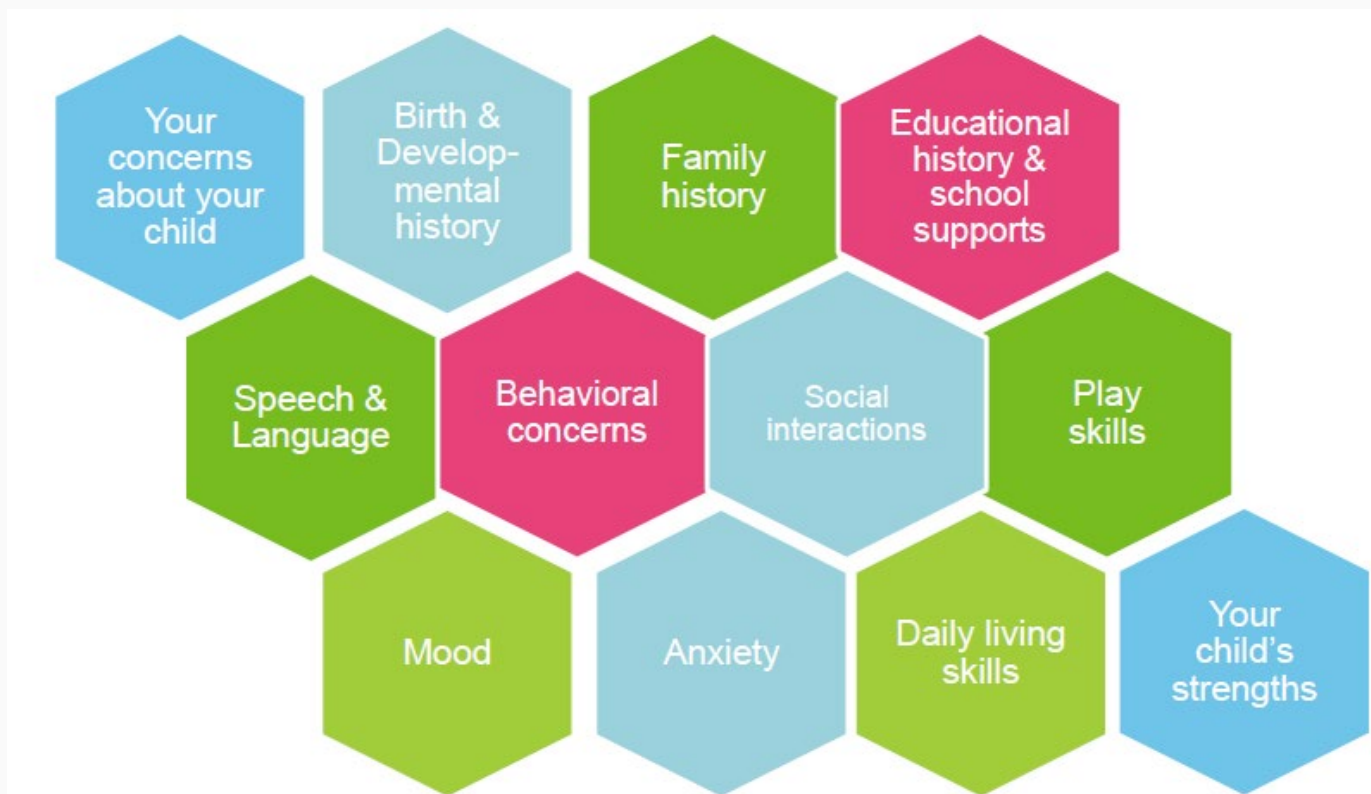 Your
concerns
about your
child
Birth &
Develop-
mental
history
Family
history
Educational
history &
school
supports
Speech &
Language
Behavioral
concerns
Social
interactions
Play
skills
Mood
Anxiety
Daily living
skills
Your
child’s
strengths